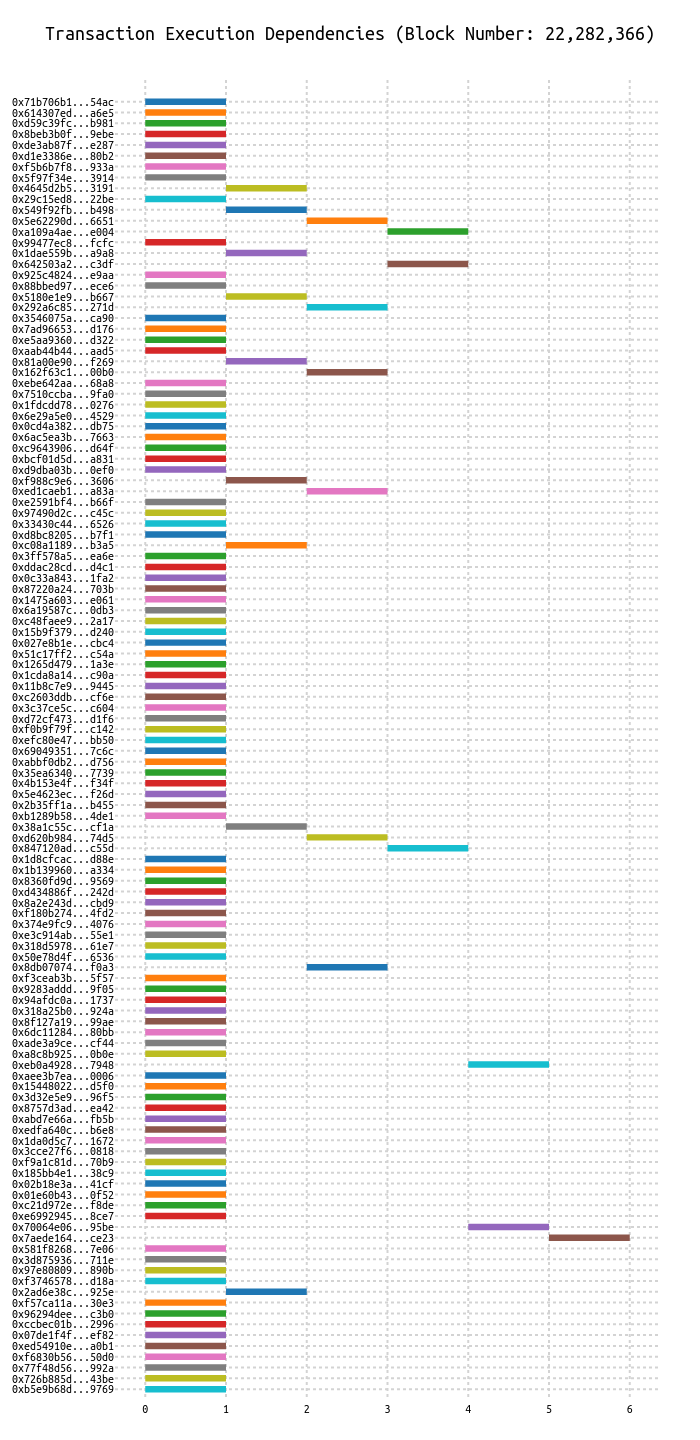 Transaction Execution Dependencies (Block Number: 22,282,366)
0x71b706b1...54ac
0x614307ed...a6e5
0xd59c39fc...b981
0x8beb3b0f...9ebe
0xde3ab87f...e287
0xd1e3386e...80b2
0xf5b6b7f8...933a
0x5f97f34e...3914
0x4645d2b5...3191
0x29c15ed8...22be
0x549f92fb...b498
0x5e62290d...6651
0xa109a4ae...e004
0x99477ec8...fcfc
0x1dae559b...a9a8
0x642503a2...c3df
0x925c4824...e9aa
0x88bbed97...ece6
0x5180e1e9...b667
0x292a6c85...271d
0x3546075a...ca90
0x7ad96653...d176
0xe5aa9360...d322
0xaab44b44...aad5
0x81a00e90...f269
0x162f63c1...00b0
0xebe642aa...68a8
0x7510ccba...9fa0
0x1fdcdd78...0276
0x6e29a5e0...4529
0x0cd4a382...db75
0x6ac5ea3b...7663
0xc9643906...d64f
0xbcf01d5d...a831
0xd9dba03b...0ef0
0xf988c9e6...3606
0xed1caeb1...a83a
0xe2591bf4...b66f
0x97490d2c...c45c
0x33430c44...6526
0xd8bc8205...b7f1
0xc08a1189...b3a5
0x3ff578a5...ea6e
0xddac28cd...d4c1
0x0c33a843...1fa2
0x87220a24...703b
0x1475a603...e061
0x6a19587c...0db3
0xc48faee9...2a17
0x15b9f379...d240
0x027e8b1e...cbc4
0x51c17ff2...c54a
0x1265d479...1a3e
0x1cda8a14...c90a
0x11b8c7e9...9445
0xc2603ddb...cf6e
0x3c37ce5c...c604
0xd72cf473...d1f6
0xf0b9f79f...c142
0xefc80e47...bb50
0x69049351...7c6c
0xabbf0db2...d756
0x35ea6340...7739
0x4b153e4f...f34f
0x5e4623ec...f26d
0x2b35ff1a...b455
0xb1289b58...4de1
0x38a1c55c...cf1a
0xd620b984...74d5
0x847120ad...c55d
0x1d8cfcac...d88e
0x1b139960...a334
0x8360fd9d...9569
0xd434886f...242d
0x8a2e243d...cbd9
0xf180b274...4fd2
0x374e9fc9...4076
0xe3c914ab...55e1
0x318d5978...61e7
0x50e78d4f...6536
0x8db07074...f0a3
0xf3ceab3b...5f57
0x9283addd...9f05
0x94afdc0a...1737
0x318a25b0...924a
0x8f127a19...99ae
0x6dc11284...80bb
0xade3a9ce...cf44
0xa8c8b925...0b0e
0xeb0a4928...7948
0xaee3b7ea...0006
0x15448022...d5f0
0x3d32e5e9...96f5
0x8757d3ad...ea42
0xabd7e66a...fb5b
0xedfa640c...b6e8
0x1da0d5c7...1672
0x3cce27f6...0818
0xf9a1c81d...70b9
0x185bb4e1...38c9
0x02b18e3a...41cf
0x01e60b43...0f52
0xc21d972e...f8de
0xe6992945...8ce7
0x70064e06...95be
0x7aede164...ce23
0x581f8268...7e06
0x3d875936...711e
0x97e80809...890b
0xf3746578...d18a
0x2ad6e38c...925e
0xf57ca11a...30e3
0x96294dee...c3b0
0xccbec01b...2996
0x07de1f4f...ef82
0xed54910e...a0b1
0xf6830b56...50d0
0x77f48d56...992a
0x726b885d...43be
0xb5e9b68d...9769
0 1 2 3 4 5 6